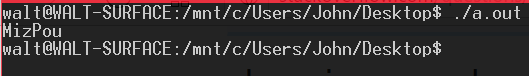 walt@WALT-SURFACE:/mnt/c/Users/John/Desktop$ ./a.out
MizPou
walt@WALT-SURFACE:/mnt/c/Users/John/Desktop$